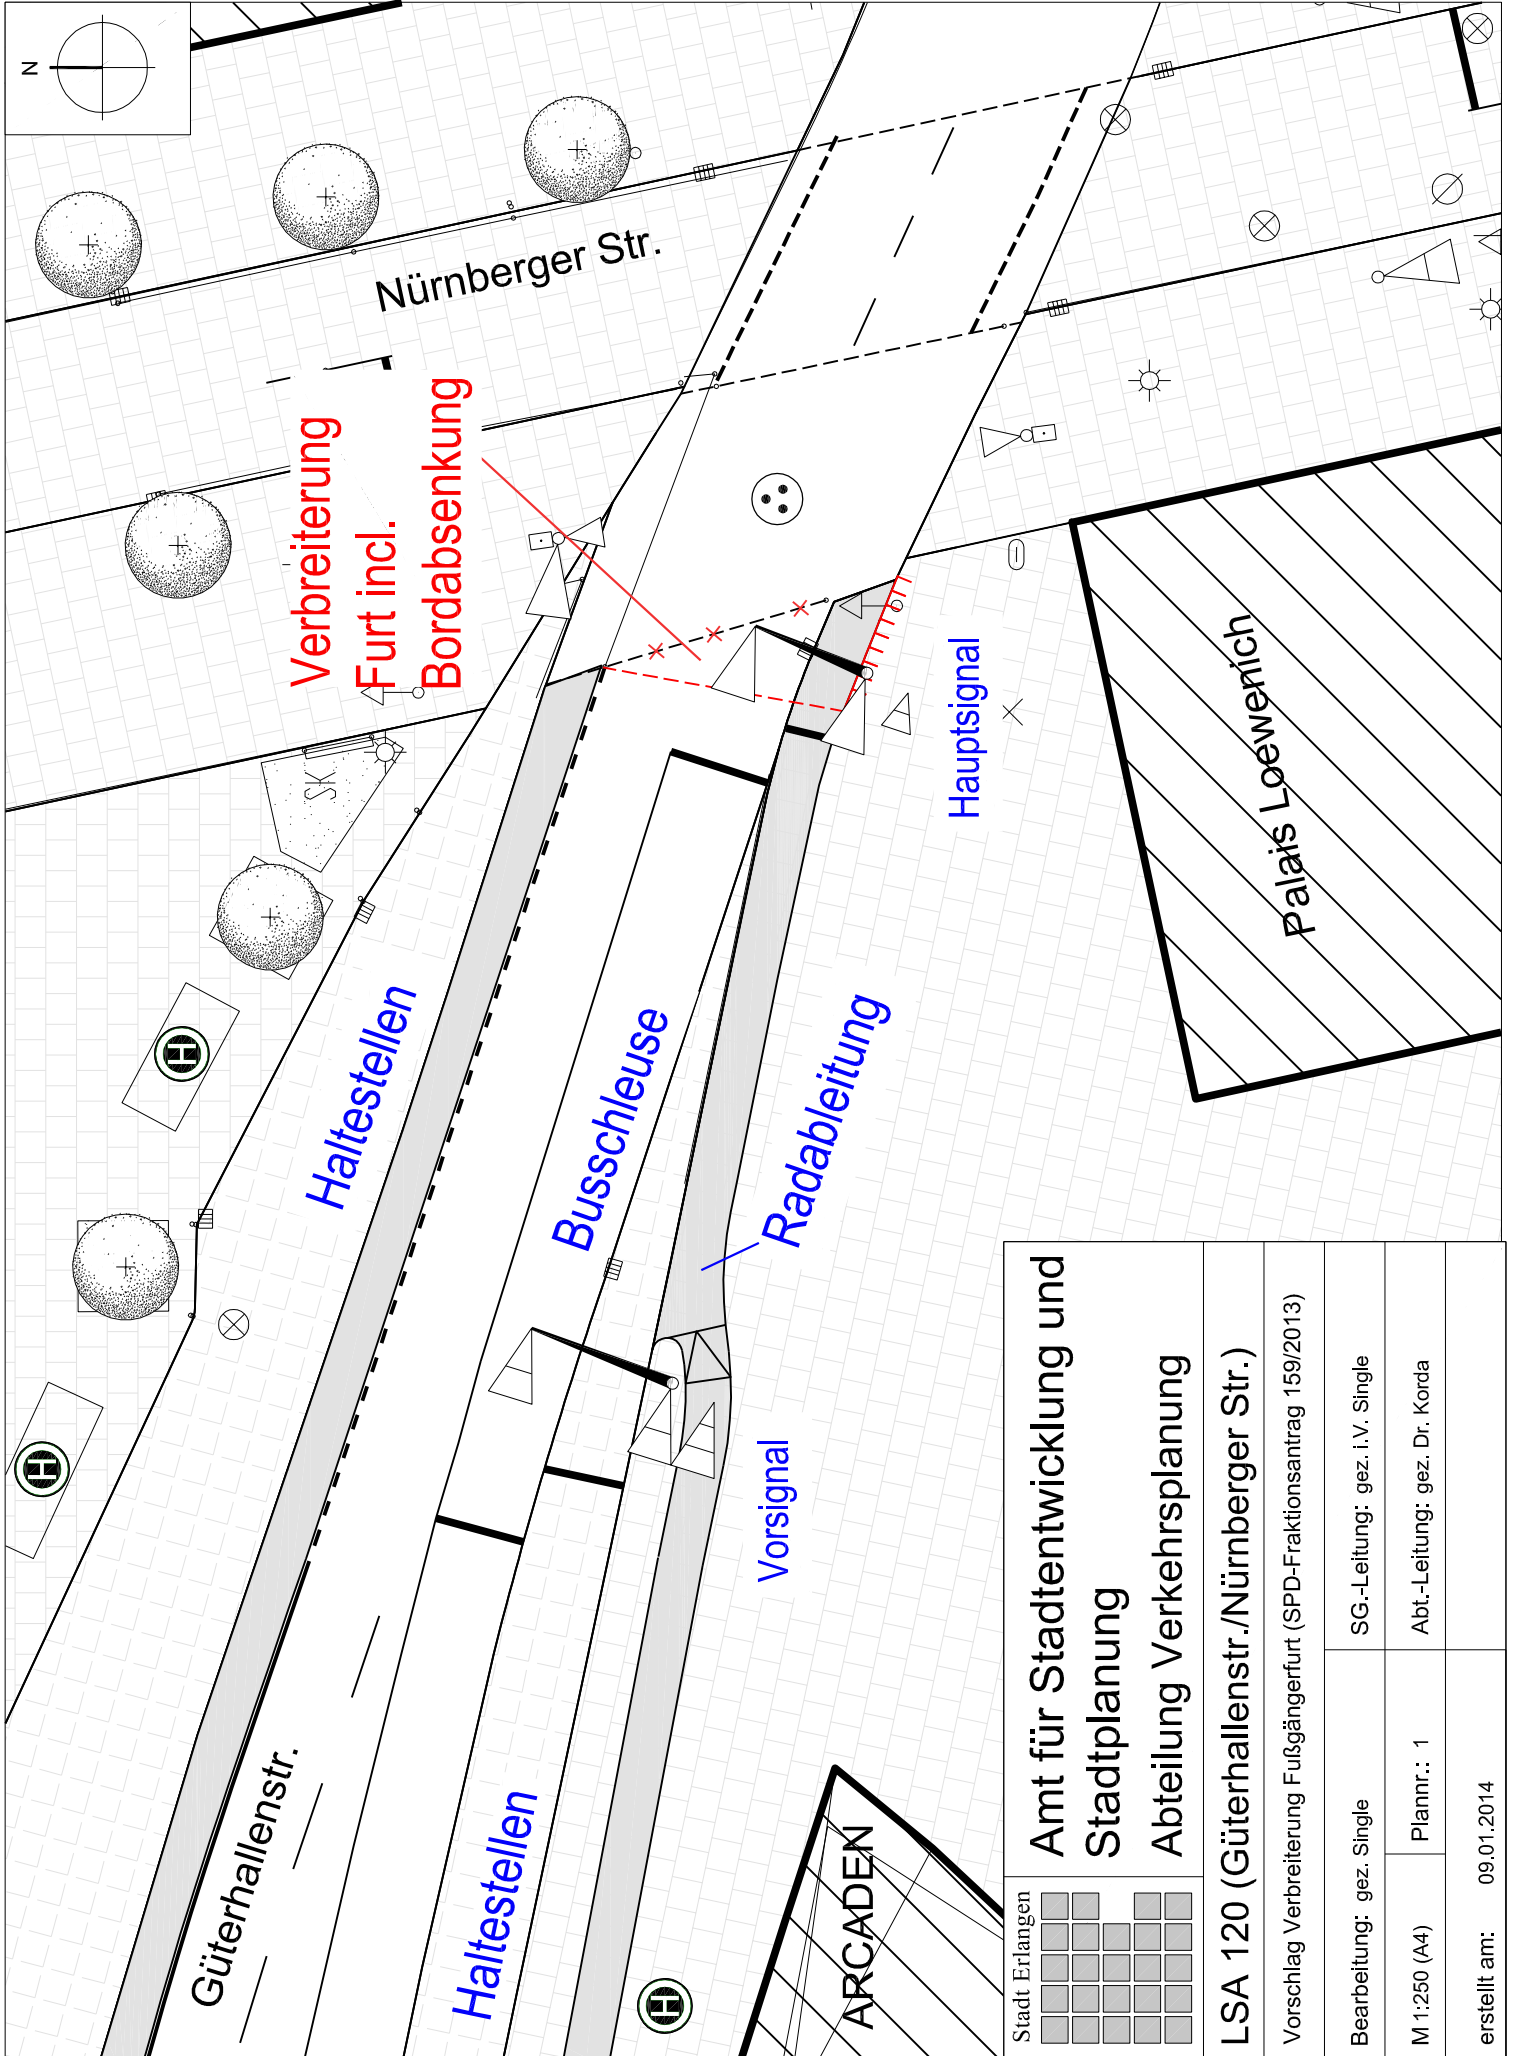 N
Nürnberger Str.
Verbreiterung
Furt incl.
Bordabsenkung
SK
Hauptsignal
Palais Loewenich
H
Haltestellen
Busschleuse
Radableitung
H
Vorsignal
Güterhallenstr.
Haltestellen
H
ARCADEN
Stadt Erlangen
Amt für Stadtentwicklung und
Stadtplanung
Abteilung Verkehrsplanung
LSA 120 (Güterhallenstr./Nürnberger Str.)
Vorschlag Verbreiterung Fußgängerfurt (SPD-Fraktionsantrag 159/2013)
Bearbeitung: gez. Single
SG.-Leitung: gez. i.V. Single
M 1:250 (A4)
Plannr.: 1
Abt.-Leitung: gez. Dr. Korda
erstellt am: 09.01.2014